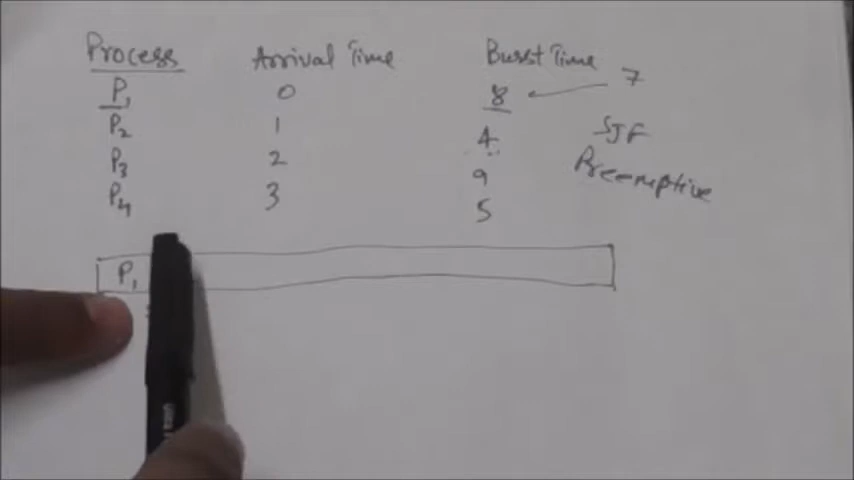 Process Arrival Time Burst Time
P1 0 8 7
P2 1 4 SJF
P3 2 9 Preemptive
P4 3 5
P1